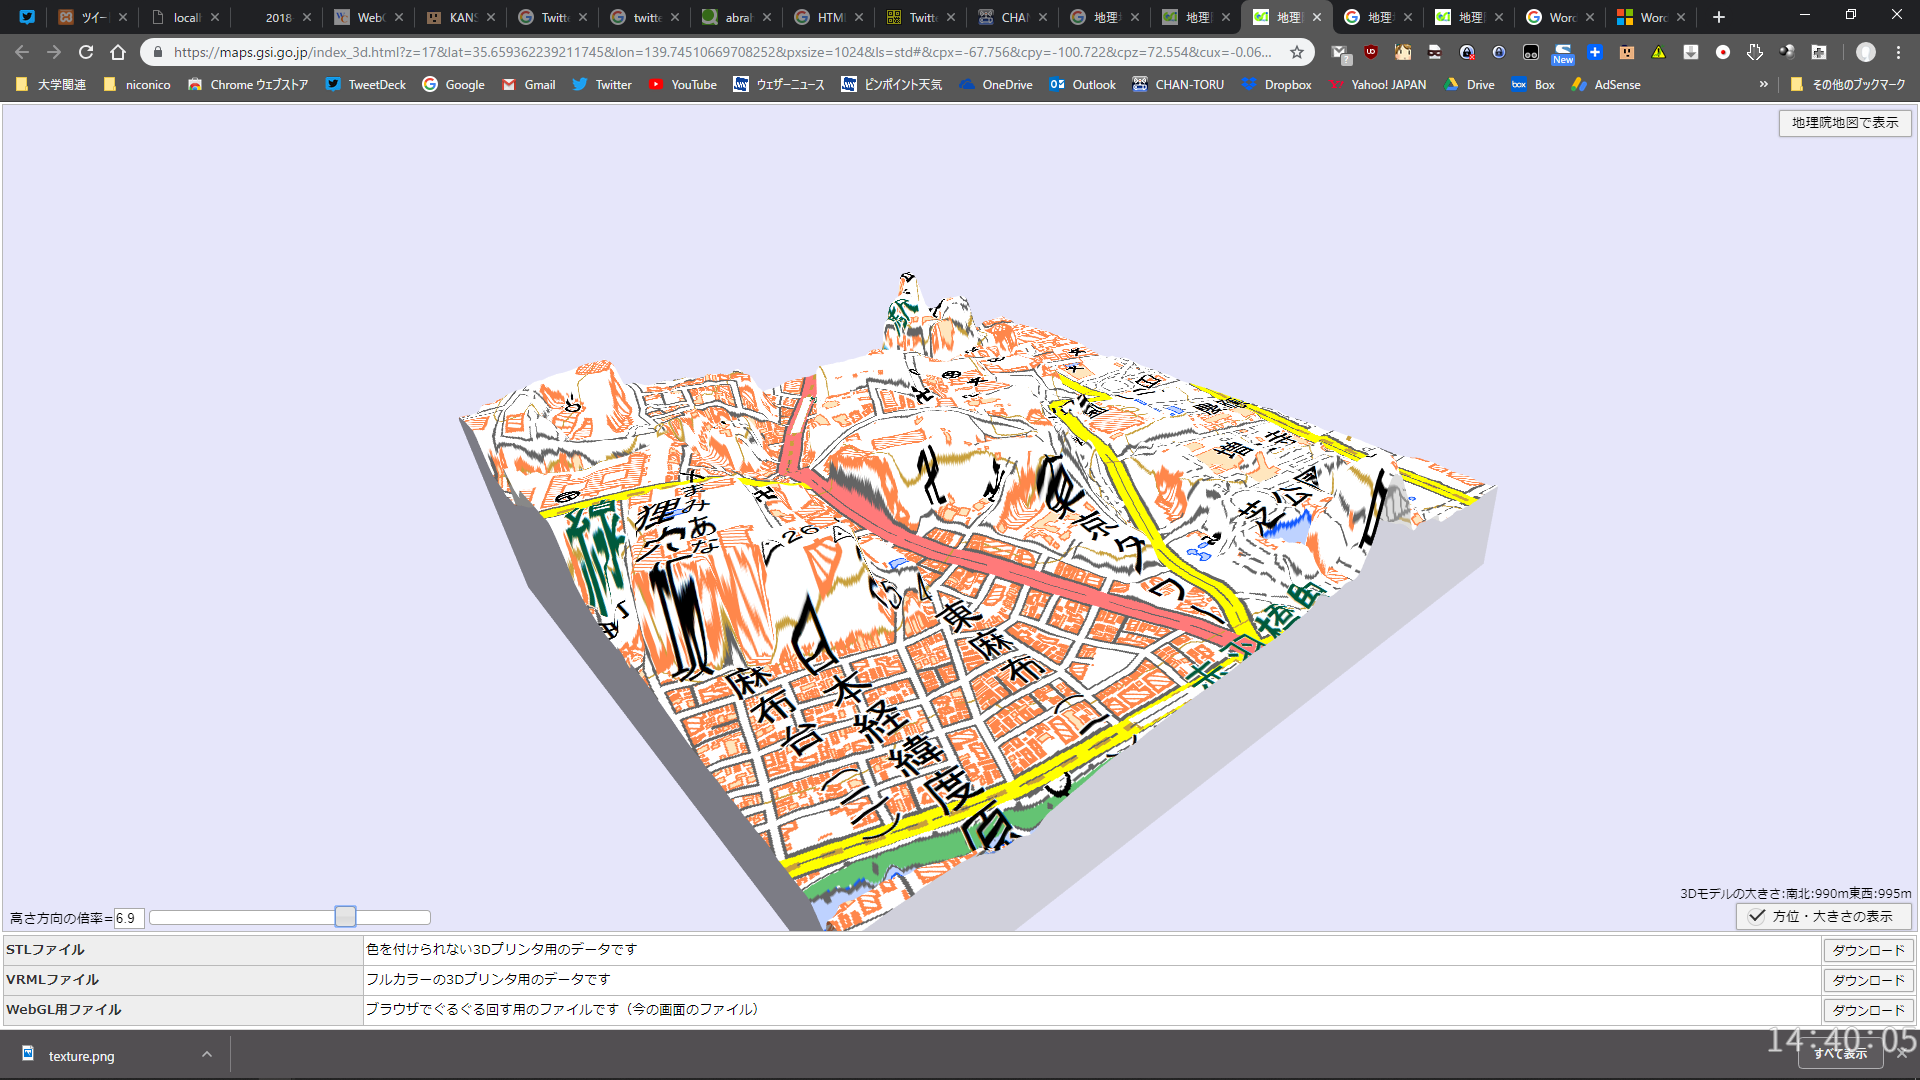 ツイー
locall
2018
WebG
KANS
Twitte
twitte
abral
HTMl
Twitte
CHAI
地理
地理
地理
地理
地理
Word
Word
https://maps.gsi.go.jp/index_3d.html?z=17&lat=35.659362239211745&lon=139.74510669708252&pxsize=1024&ls=std#&cpx=-67.756&cpy=-100.722&cpz=72.554&cux=-0.06...
New
大学関連
niconico
Chrome ウェブストア
TweetDeck
Google
Gmail
Twitter
YouTube
ウェザーニュース
ピンポイント天気
OneDrive
Outlook
CHAN-TORU
Dropbox
Yahoo! JAPAN
Drive
Box
AdSense
»
その他のブックマーク
地理院地図で表示
芝公園
東京タワー
狸穴
まみあな
26
東麻布(一)
麻布台(二)
日本経緯度原
赤羽橋
3Dモデルの大きさ:南北:990m東西:995m
高さ方向の倍率=6.9
方位・大きさの表示
STLファイル
色を付けられない3Dプリンタ用のデータです
ダウンロード
VRMLファイル
フルカラーの3Dプリンタ用のデータです
ダウンロード
WebGL用ファイル
ブラウザでぐるぐる回す用のファイルです（今の画面のファイル）
ダウンロード
texture.png
14:40:05
すべて表示